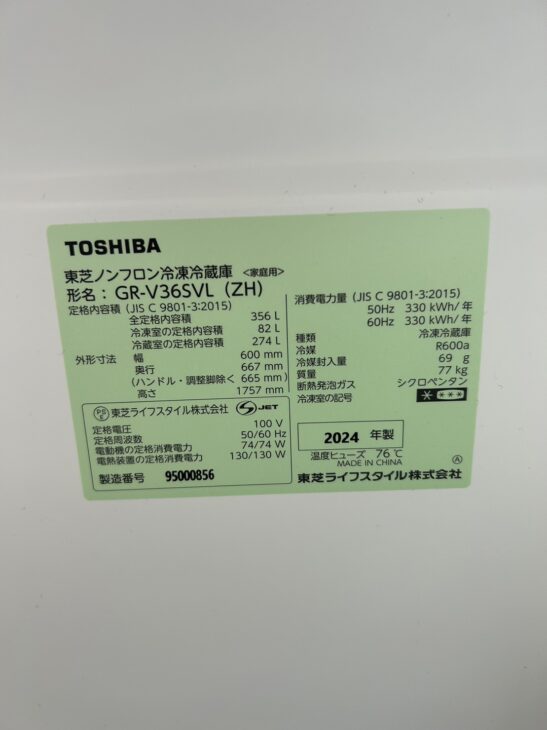 TOSHIBA
東芝ノンフロン冷凍冷蔵庫 <家庭用>
形名： GR-V36SVL (ZH)
定格内容積 (JIS C 9801-3:2015)
全定格内容積 356 L
冷凍室の定格内容積 82 L
冷蔵室の定格内容積 274 L
外形寸法 幅 600 mm
奥行 667 mm
(ハンドル・調整脚除く 665 mm)
高さ 1757 mm
PS E 東芝ライフスタイル株式会社 S JET
定格電圧 100 V
定格周波数 50/60 Hz
電動機の定格消費電力 74/74 W
電熱装置の定格消費電力 130/130 W
製造番号 95000856
消費電力量 (JIS C 9801-3:2015)
50Hz 330 kWh/年
60Hz 330 kWh/年
種類 冷凍冷蔵庫
冷媒 R600a
冷媒封入量 69 g
質量 77 kg
断熱発泡ガス シクロペンタン
冷凍室の記号 * ***
2024 年製
温度ヒューズ 76℃
MADE IN CHINA Ⓐ
東芝ライフスタイル株式会社